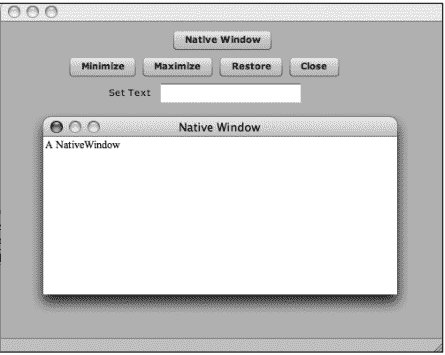 Native Window
Minimize Maximize Restore Close
Set Text
Native Window
A NativeWindow